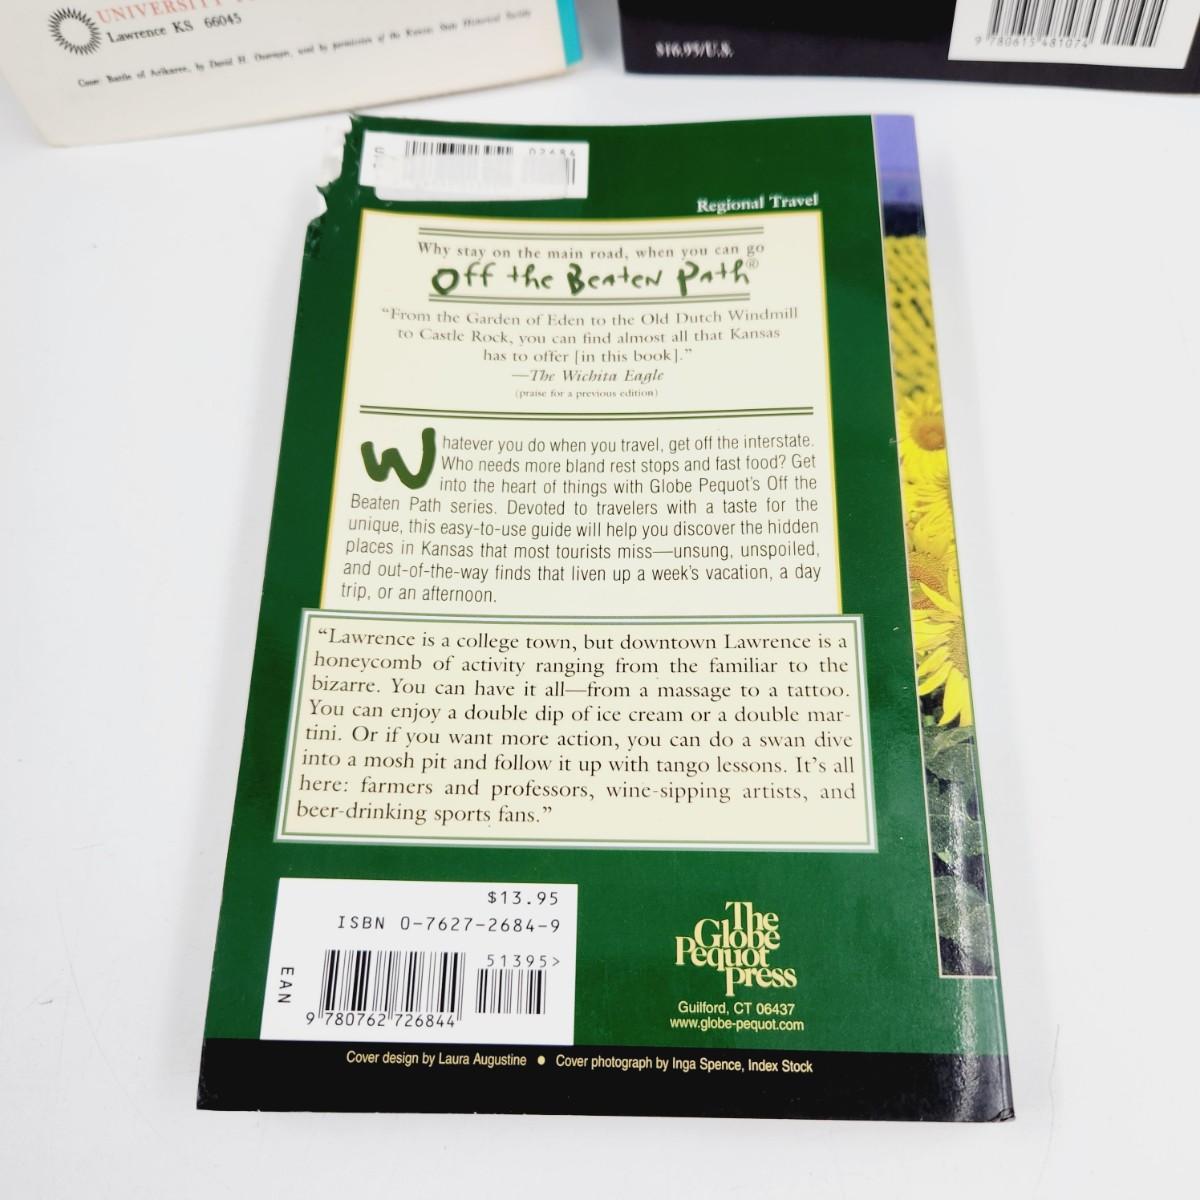 UNIVERSITY
Lawrence KS 66045
Cover: Battle of Arikaree, by David H. Overmyer, used by permission of the Kansas State Historical Society
$16.95/U.S.
9 780615 481074
02684
Regional Travel
Why stay on the main road, when you can go
Off the Beaten Path®
“From the Garden of Eden to the Old Dutch Windmill
to Castle Rock, you can find almost all that Kansas
has to offer [in this book].”
—The Wichita Eagle
(praise for a previous edition)
Whatever you do when you travel, get off the interstate.
Who needs more bland rest stops and fast food? Get
into the heart of things with Globe Pequot's Off the
Beaten Path series. Devoted to travelers with a taste for the
unique, this easy-to-use guide will help you discover the hidden
places in Kansas that most tourists miss—unsung, unspoiled,
and out-of-the-way finds that liven up a week's vacation, a day
trip, or an afternoon.
“Lawrence is a college town, but downtown Lawrence is a
honeycomb of activity ranging from the familiar to the
bizarre. You can have it all—from a massage to a tattoo.
You can enjoy a double dip of ice cream or a double mar-
tini. Or if you want more action, you can do a swan dive
into a mosh pit and follow it up with tango lessons. It's all
here: farmers and professors, wine-sipping artists, and
beer-drinking sports fans.”
$13.95
ISBN 0-7627-2684-9
51395>
EAN
9 780762 726844
The
Globe
Pequot
Press
Guilford, CT 06437
www.globe-pequot.com
Cover design by Laura Augustine ● Cover photograph by Inga Spence, Index Stock